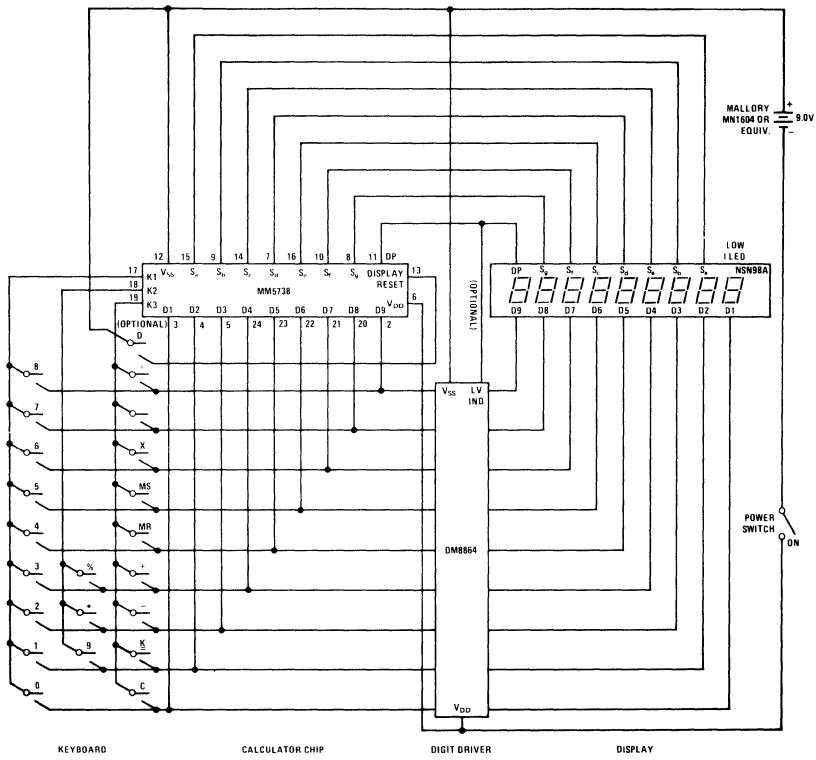 MALLORY
MN1604 OR
EQUIV.
+
9.0V
−
12 15 9 14 7 16 10 8 11 DP
17 K1
18 K2
19 K3
VSS Sa Sb Sc Sd Se Sf Sg DISPLAY
RESET
13
MM5738
VDD 6
D1 D2 D3 D4 D5 D6 D7 D8 D9
3 4 5 24 23 22 21 20 2
(OPTIONAL)
D
(OPTIONAL)
LOW
I LED
NSN98A
DP Sg Sf Sc Sd Se Sb Sa
D9 D8 D7 D6 D5 D4 D3 D2 D1
VSS LV
IND
8
7
6 X
5 MS
4 MR
3 % +
2 * −
1 9 K
0 C
DM8864
POWER
SWITCH
ON
VDD
KEYBOARD CALCULATOR CHIP DIGIT DRIVER DISPLAY